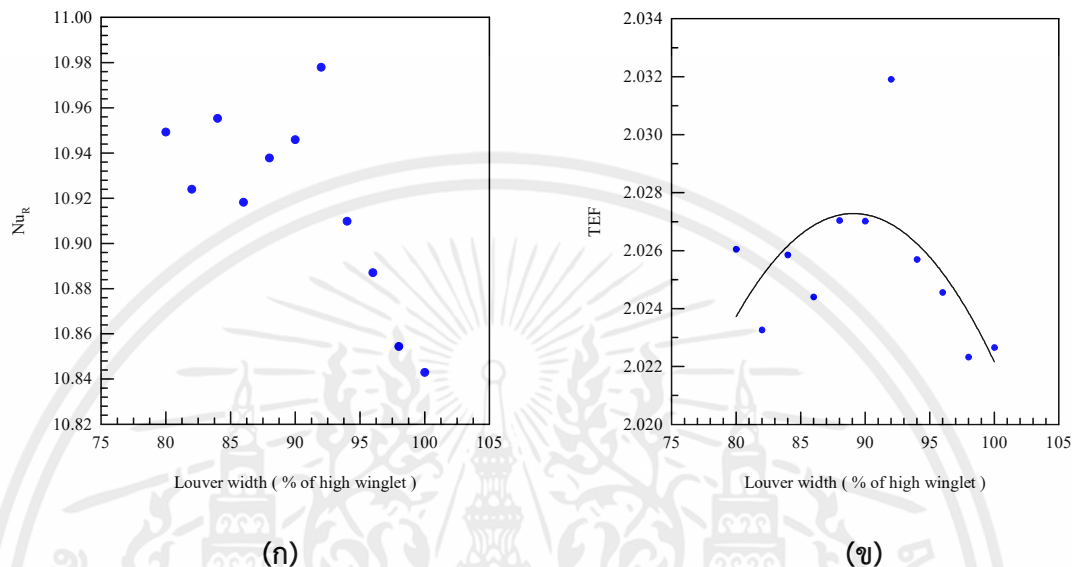 11.00
10.98
10.96
10.94
10.92
10.90
10.88
10.86
10.84
10.82
Nu_R
75 80 85 90 95 100 105
Louver width ( % of high winglet )
(ก)
2.034
2.032
2.030
2.028
2.026
2.024
2.022
2.020
TEF
75 80 85 90 95 100 105
Louver width ( % of high winglet )
(ข)